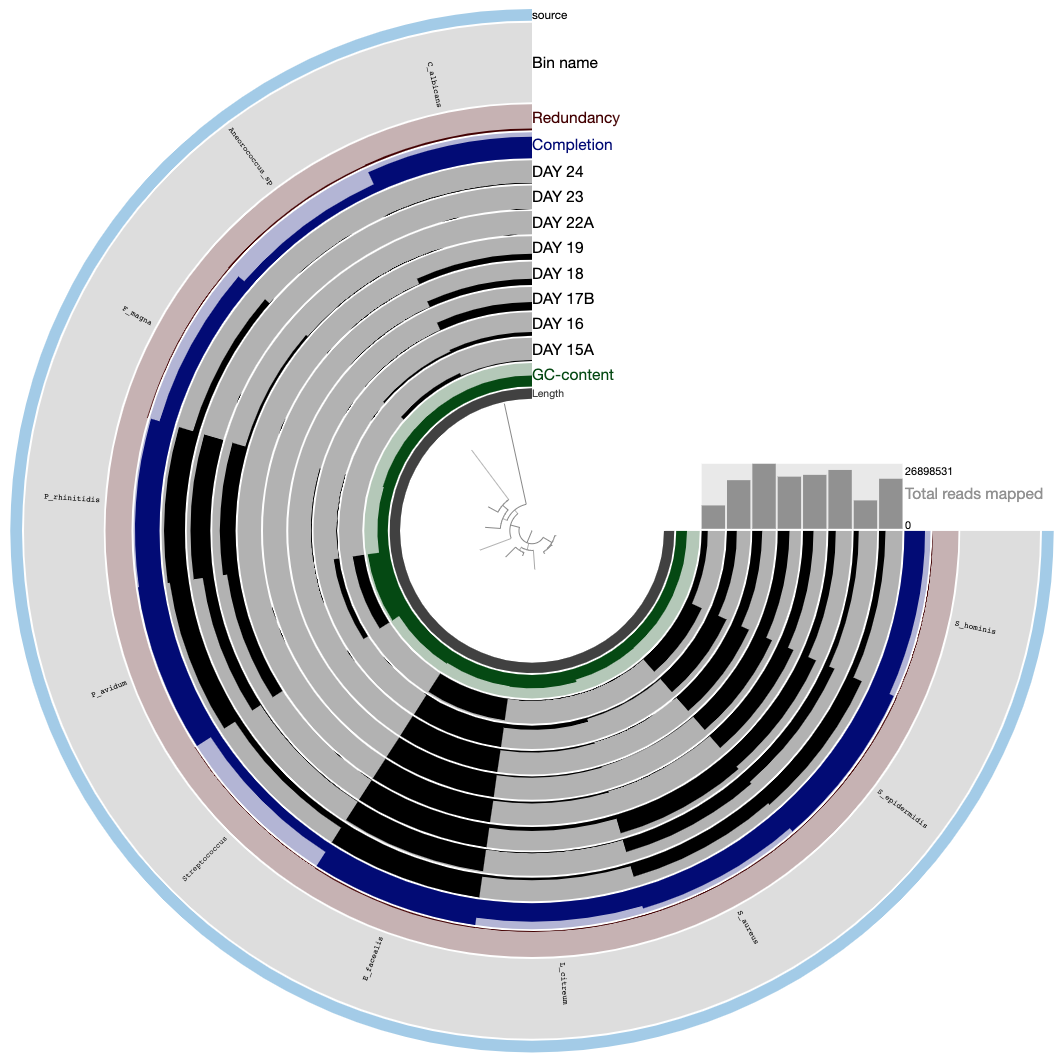 source
Bin name
Redundancy
Completion
DAY 24
DAY 23
DAY 22A
DAY 19
DAY 18
DAY 17B
DAY 16
DAY 15A
GC-content
Length
26898531
Total reads mapped
0
C_albicans
Aneorococcus_sp
F_magna
P_rhinitidis
P_avidum
Streptococcus
E_facealis
L_citreum
S_aureus
S_epidermidis
S_hominis